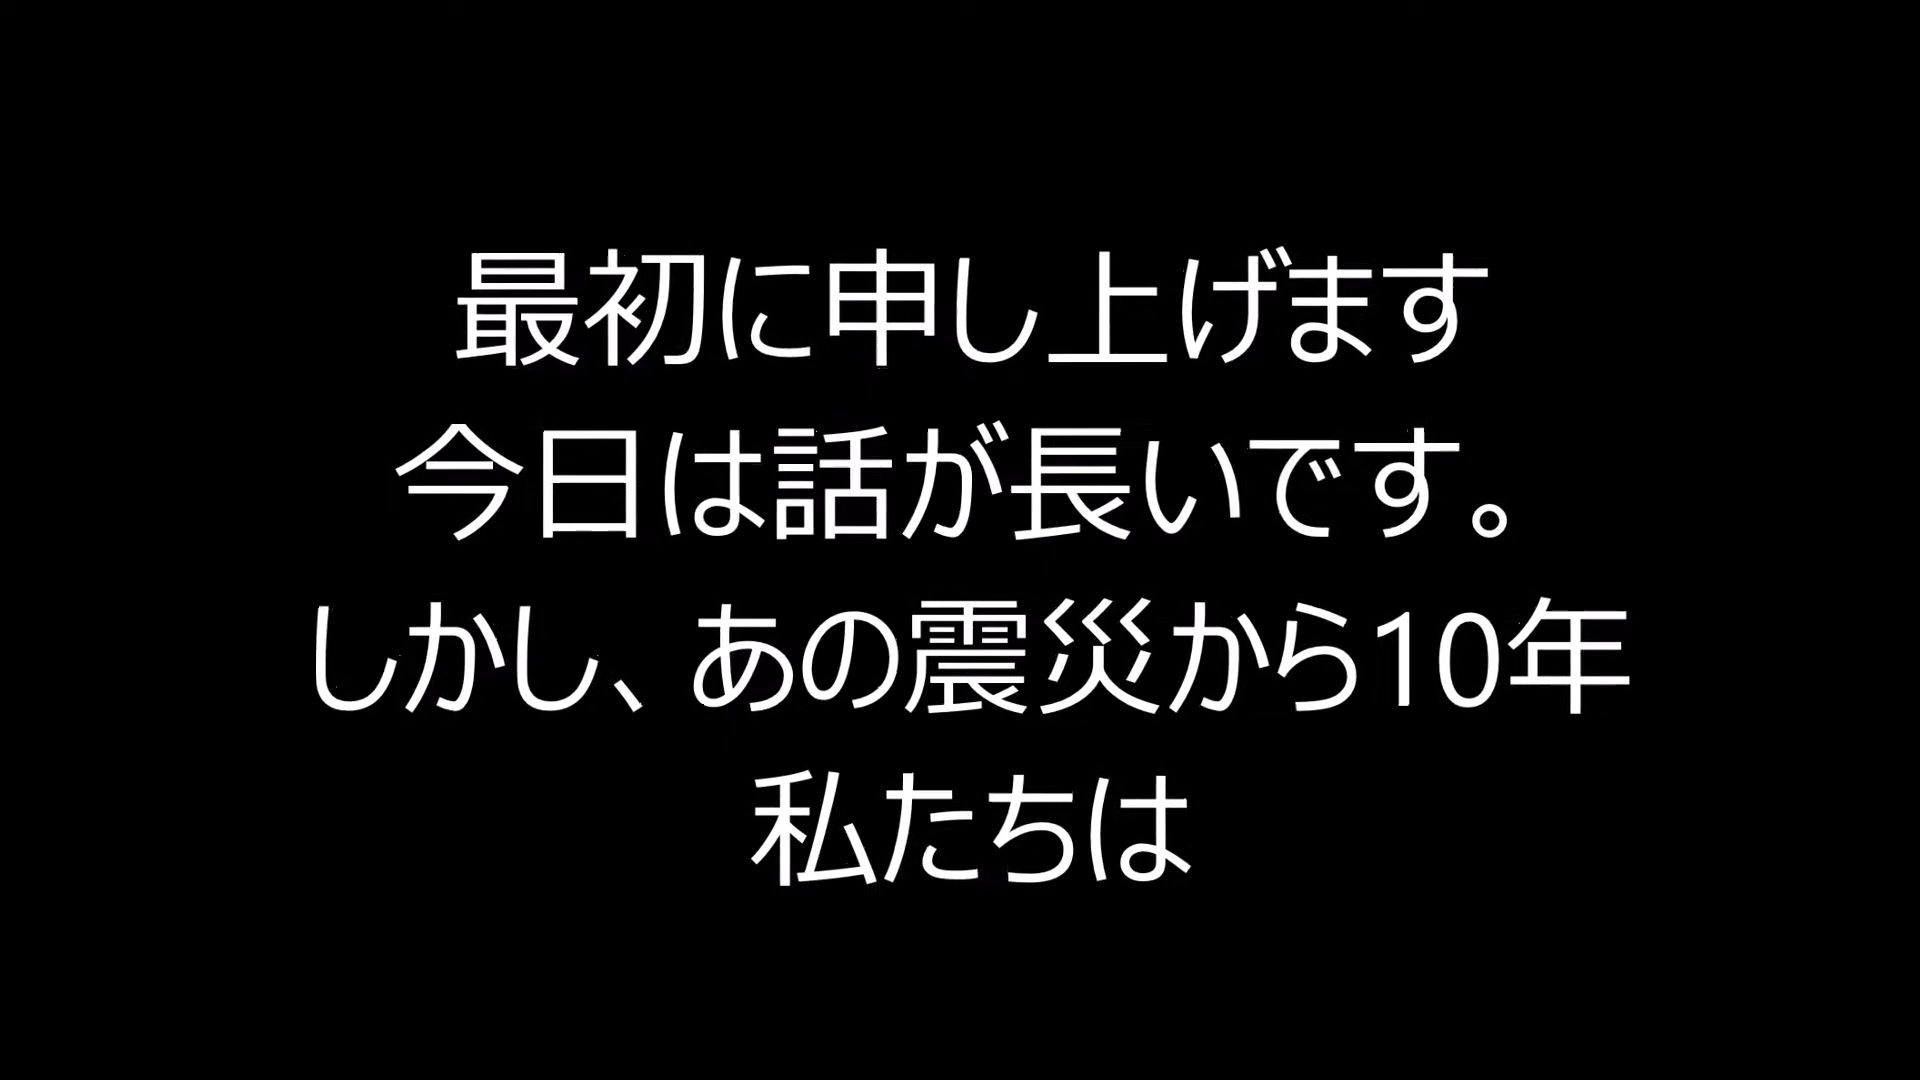 最初に申し上げます
今日は話が長いです。
しかし、あの震災から10年
私たちは